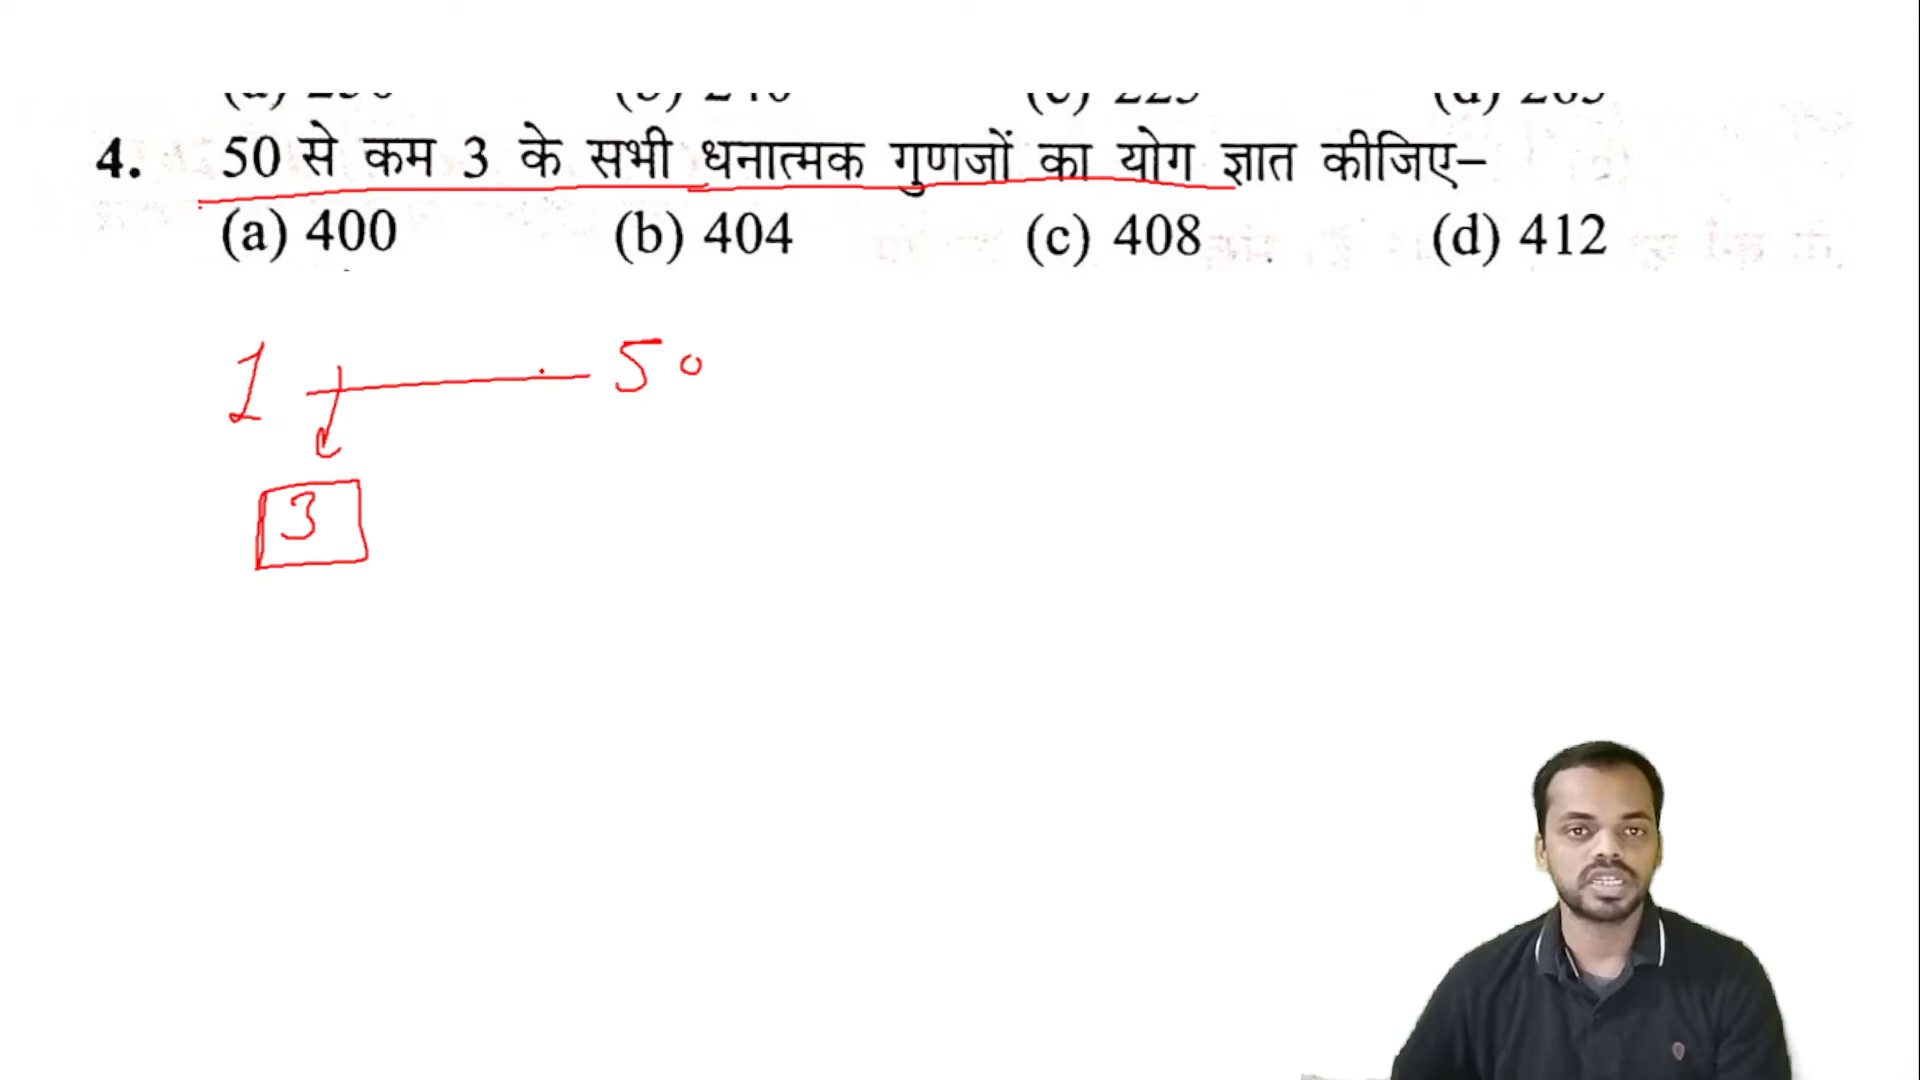 4. 50 से कम 3 के सभी धनात्मक गुणजों का योग ज्ञात कीजिए–
(a) 400 (b) 404 (c) 408 (d) 412
1 50
3